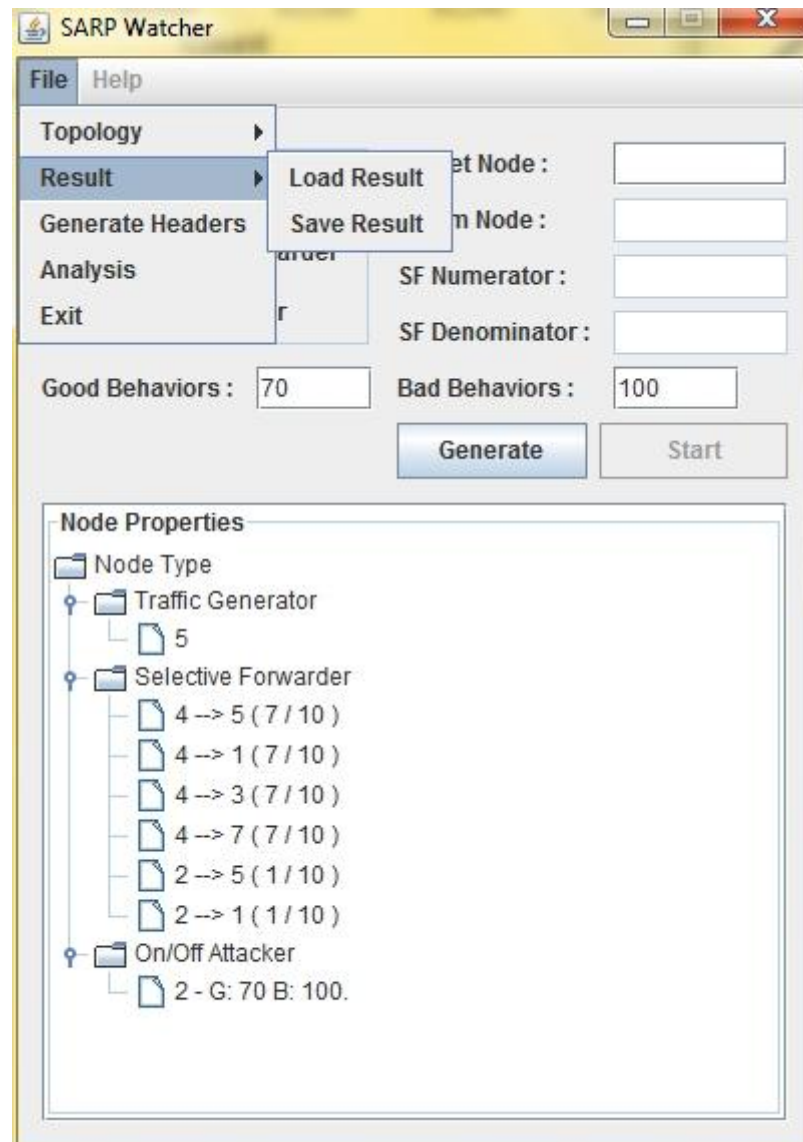 SARP Watcher
File Help
Topology
Result
Load Result
Save Result
Generate Headers
Analysis
Exit
et Node :
m Node :
SF Numerator :
SF Denominator :
Good Behaviors : 70 Bad Behaviors : 100
Generate Start
Node Properties
Node Type
Traffic Generator
5
Selective Forwarder
4 --> 5 ( 7 / 10 )
4 --> 1 ( 7 / 10 )
4 --> 3 ( 7 / 10 )
4 --> 7 ( 7 / 10 )
2 --> 5 ( 1 / 10 )
2 --> 1 ( 1 / 10 )
On/Off Attacker
2 - G: 70 B: 100.